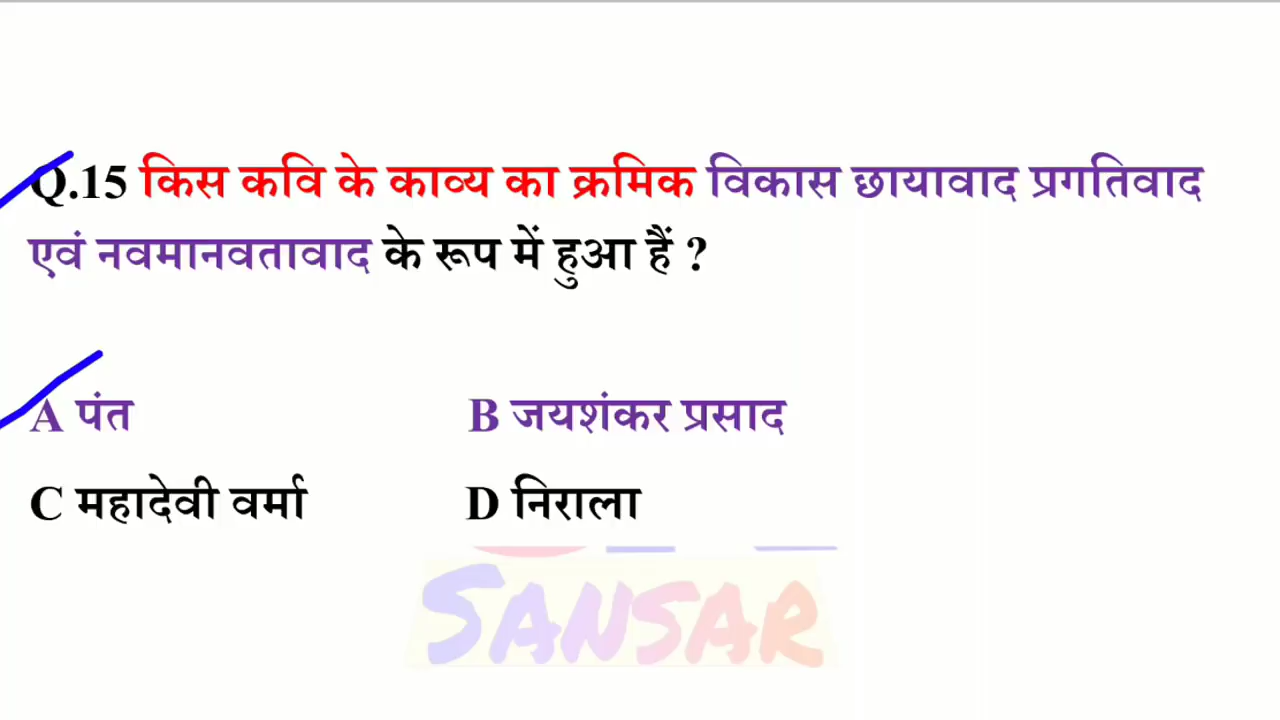 Q.15 किस कवि के काव्य का क्रमिक विकास छायावाद प्रगतिवाद
एवं नवमानवतावाद के रूप में हुआ हैं ?
A पंत B जयशंकर प्रसाद
C महादेवी वर्मा D निराला
SANSAR